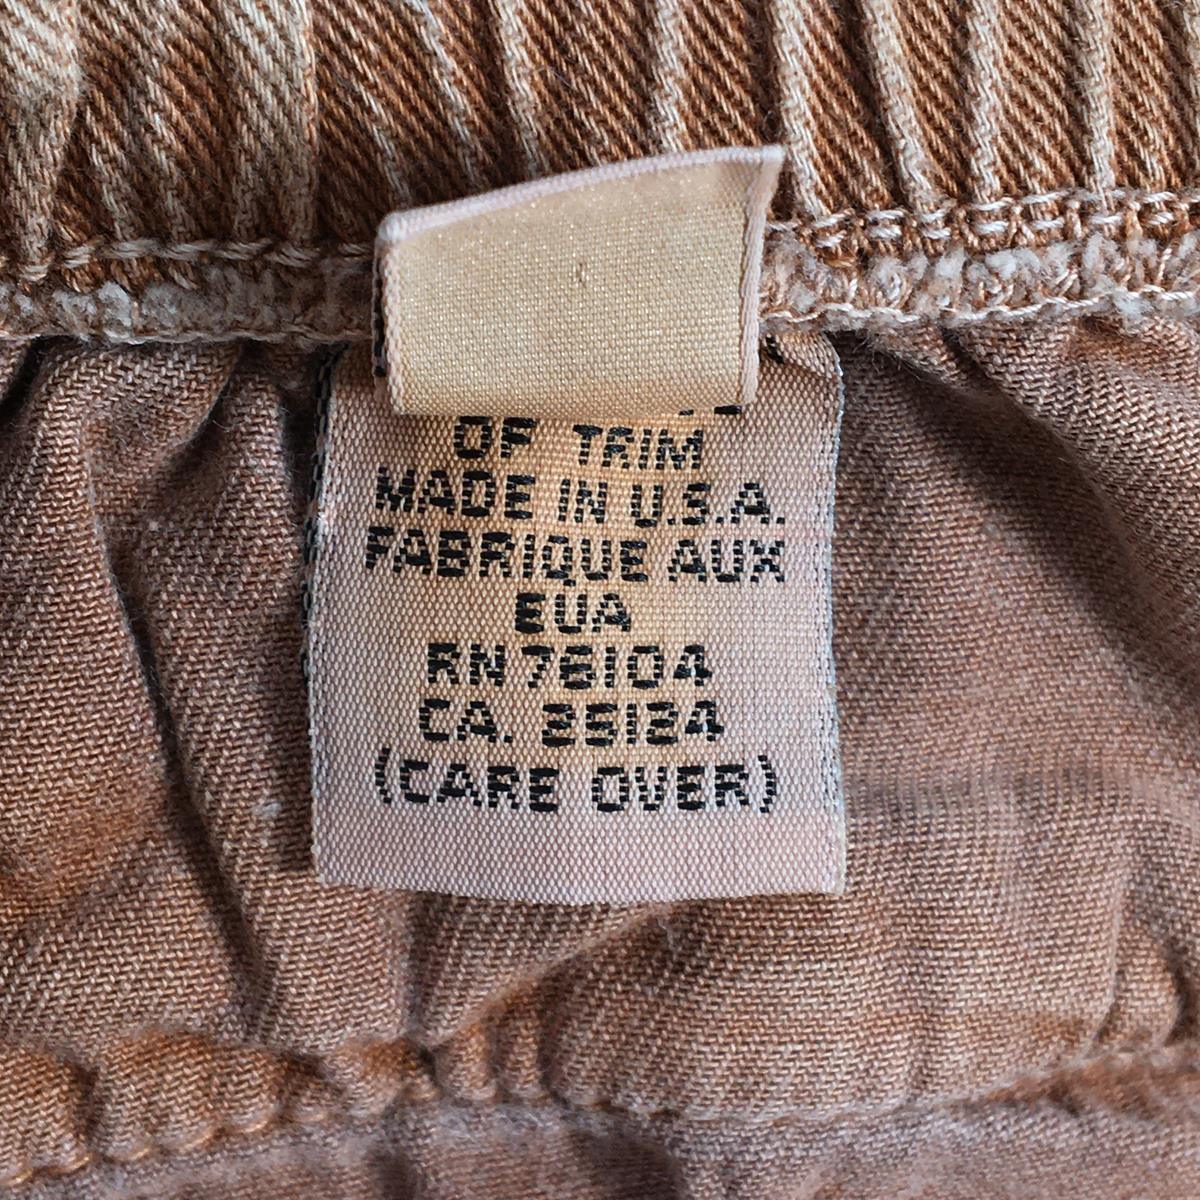 OF TRIM
MADE IN U.S.A.
FABRIQUE AUX
EUA
RN 76104
CA. 25124
(CARE OVER)